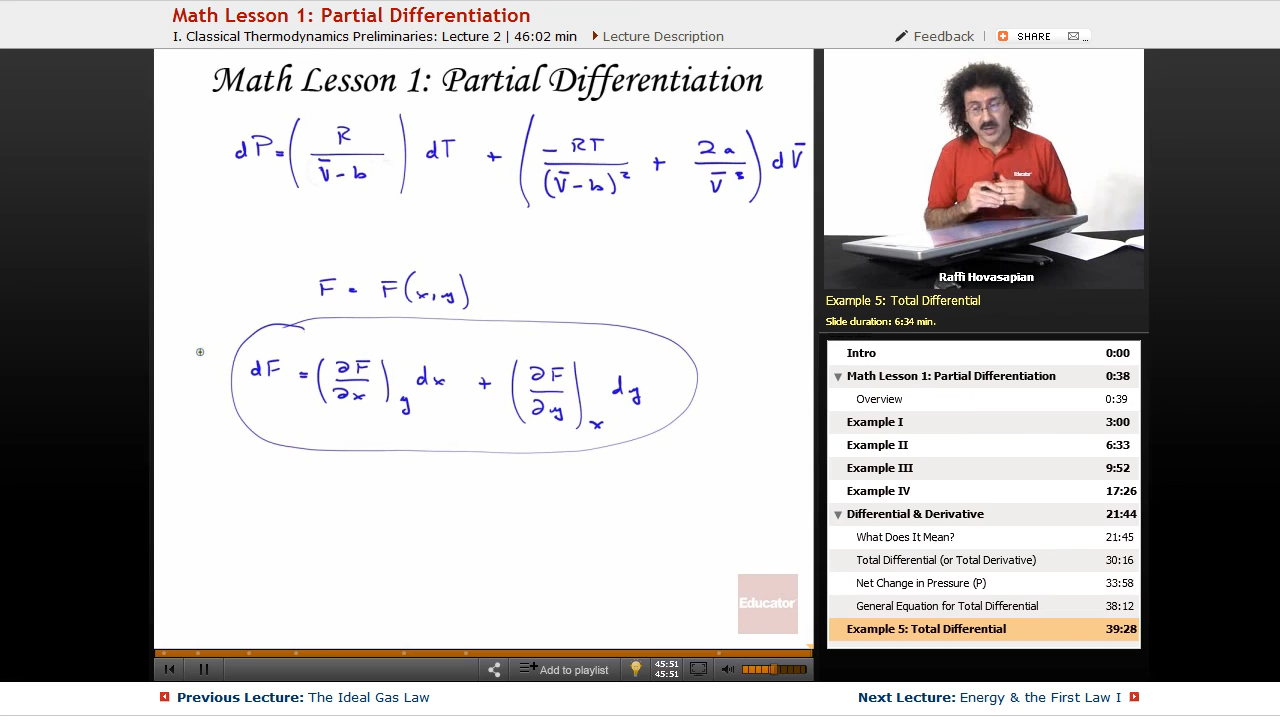 Math Lesson 1: Partial Differentiation
I. Classical Thermodynamics Preliminaries: Lecture 2 | 46:02 min Lecture Description
Feedback | SHARE ...
Math Lesson 1: Partial Differentiation
dP = (R / (V̄ - b)) dT + (-RT / (V̄ - b)² + 2a / V̄³) dV̄
F = F(x,y)
dF = (∂F/∂x)_y dx + (∂F/∂y)_x dy
Educator
Educator
Raffi Hovasapian
Example 5: Total Differential
Slide duration: 6:34 min.
Intro 0:00
Math Lesson 1: Partial Differentiation 0:38
Overview 0:39
Example I 3:00
Example II 6:33
Example III 9:52
Example IV 17:26
Differential & Derivative 21:44
What Does It Mean? 21:45
Total Differential (or Total Derivative) 30:16
Net Change in Pressure (P) 33:58
General Equation for Total Differential 38:12
Example 5: Total Differential 39:28
Add to playlist
45:51
45:51
Previous Lecture: The Ideal Gas Law
Next Lecture: Energy & the First Law I